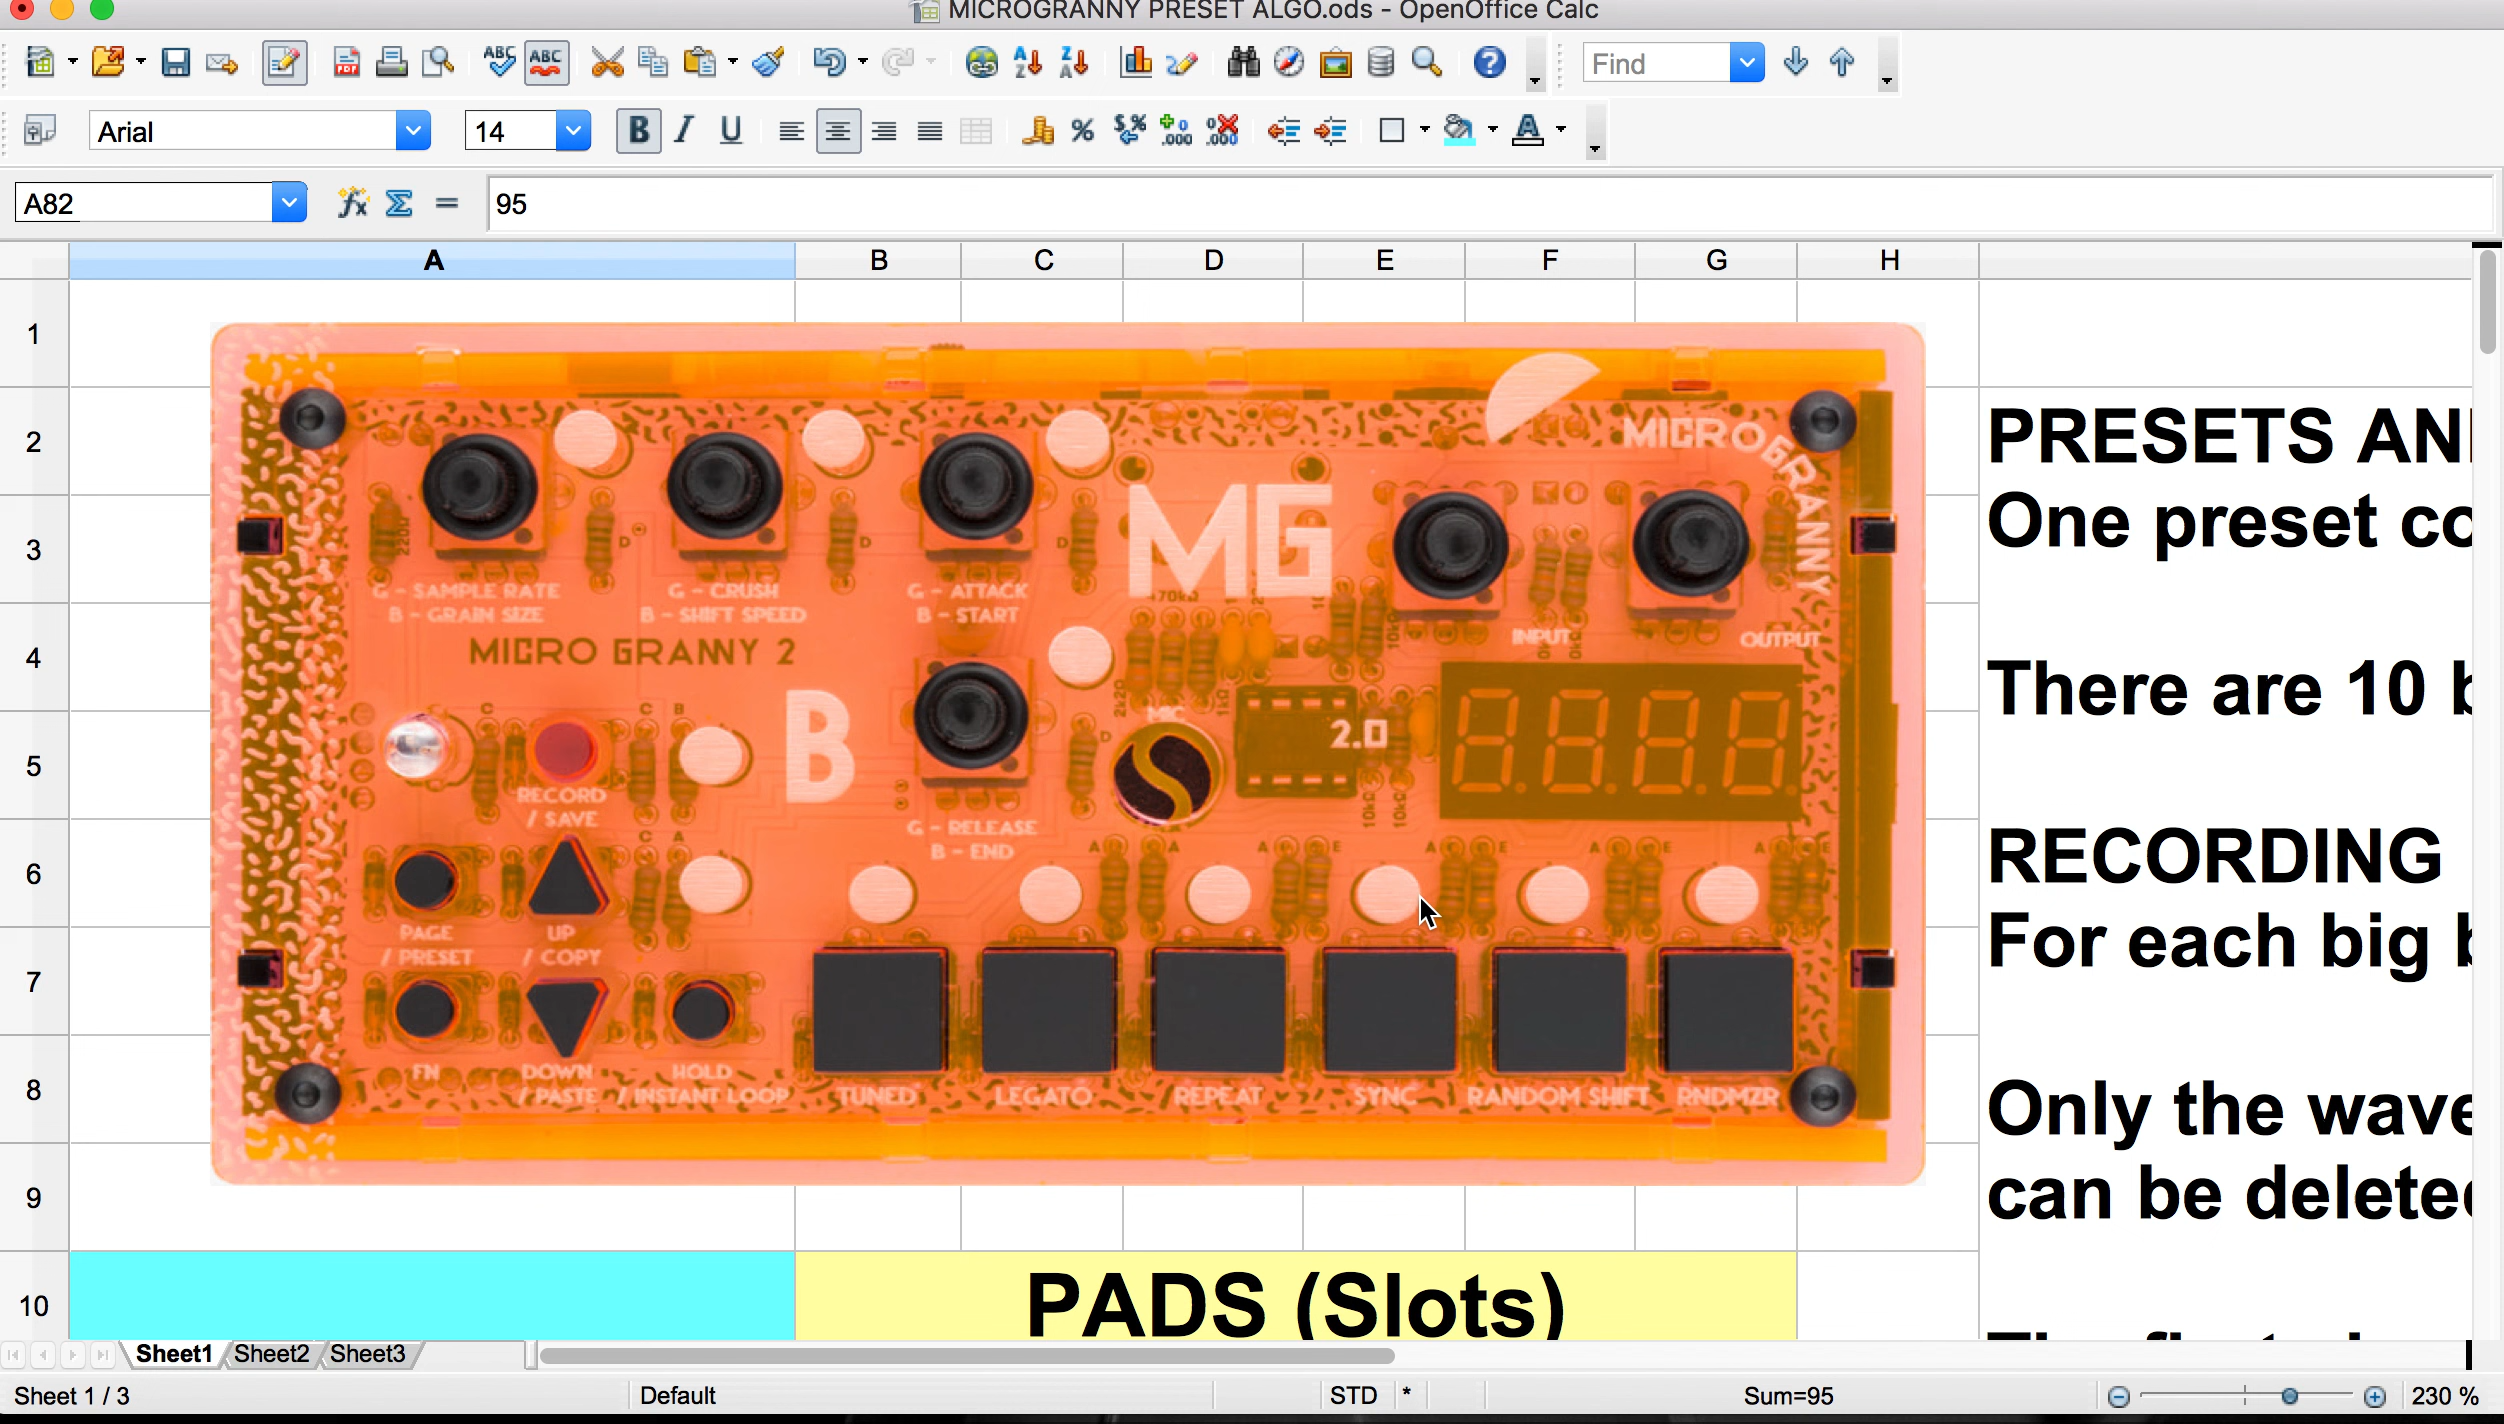 MICROGRANNY PRESET ALGO.ods - OpenOffice Calc
Find
Arial
14
A82
95
A B C D E F G H
1
2
3
4
5
6
7
8
9
10
MICROGRANNY
MG
G - SAMPLE RATE
B - GRAIN SIZE
G - CRUSH
B - SHIFT SPEED
G - ATTACK
B - START
INPUT
OUTPUT
MICRO GRANNY 2
B
MIC
2.0
RECORD
/ SAVE
G - RELEASE
B - END
PAGE
/ PRESET
UP
/ COPY
FN
DOWN
/ PASTE
HOLD
/ INSTANT LOOP
TUNED
LEGATO
REPEAT
SYNC
RANDOM SHIFT
RNDMZR
PRESETS AN
One preset co
There are 10 b
RECORDING
For each big b
Only the wave
can be delete
PADS (Slots)
Sheet1 Sheet2 Sheet3
Sheet 1 / 3
Default
STD
*
Sum=95
230 %